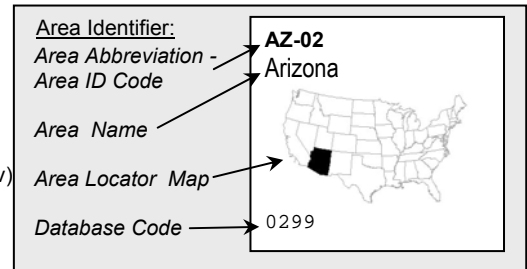 Area Identifier:
Area Abbreviation -
Area ID Code
Area Name
Area Locator Map
Database Code
AZ-02
Arizona
0299
v)